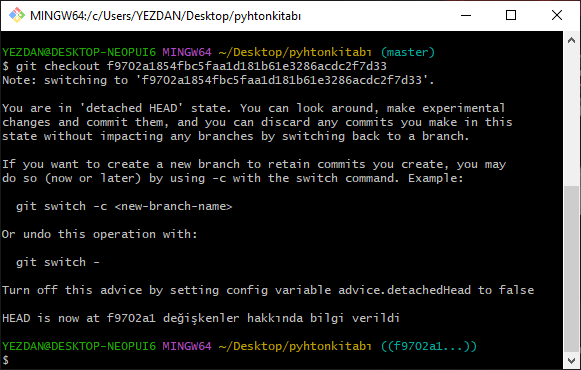 MINGW64:/c/Users/YEZDAN/Desktop/pyhtonkitabı
YEZDAN@DESKTOP-NEOPUI6 MINGW64 ~/Desktop/pyhtonkitabı (master)
$ git checkout f9702a1854fbc5faa1d181b61e3286acdc2f7d33
Note: switching to 'f9702a1854fbc5faa1d181b61e3286acdc2f7d33'.
You are in 'detached HEAD' state. You can look around, make experimental
changes and commit them, and you can discard any commits you make in this
state without impacting any branches by switching back to a branch.
If you want to create a new branch to retain commits you create, you may
do so (now or later) by using -c with the switch command. Example:
git switch -c <new-branch-name>
Or undo this operation with:
git switch -
Turn off this advice by setting config variable advice.detachedHead to false
HEAD is now at f9702a1 değişkenler hakkında bilgi verildi
YEZDAN@DESKTOP-NEOPUI6 MINGW64 ~/Desktop/pyhtonkitabı ((f9702a1...))
$